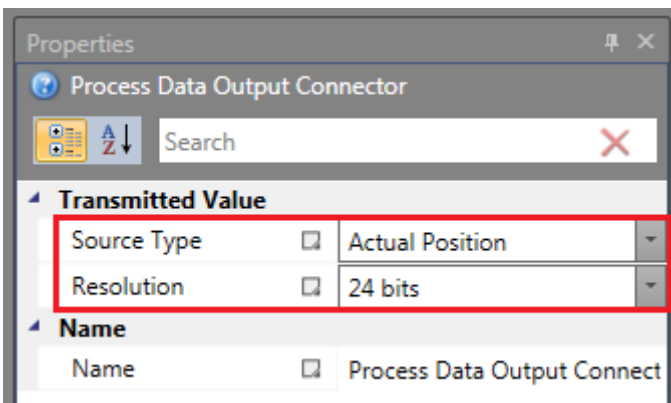 Properties
Process Data Output Connector
A Z Search
Transmitted Value
Source Type Actual Position
Resolution 24 bits
Name
Name Process Data Output Connect